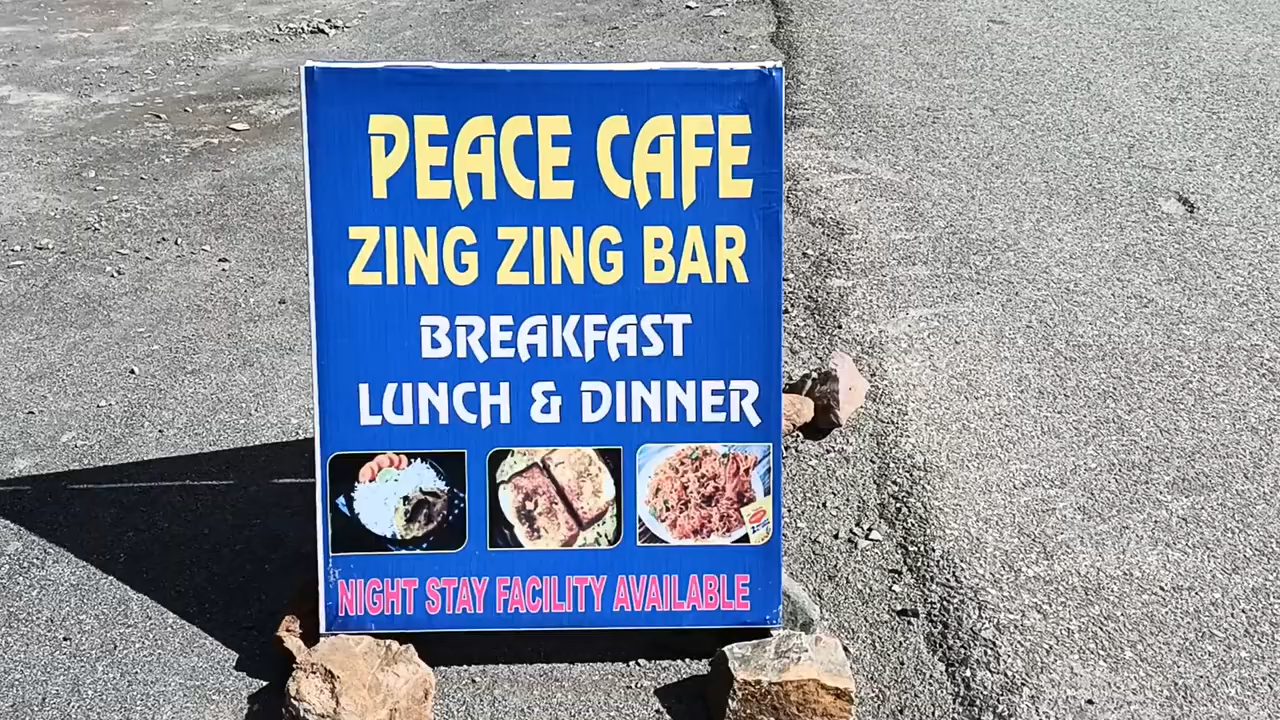 PEACE CAFE
ZING ZING BAR
BREAKFAST
LUNCH & DINNER
NIGHT STAY FACILITY AVAILABLE